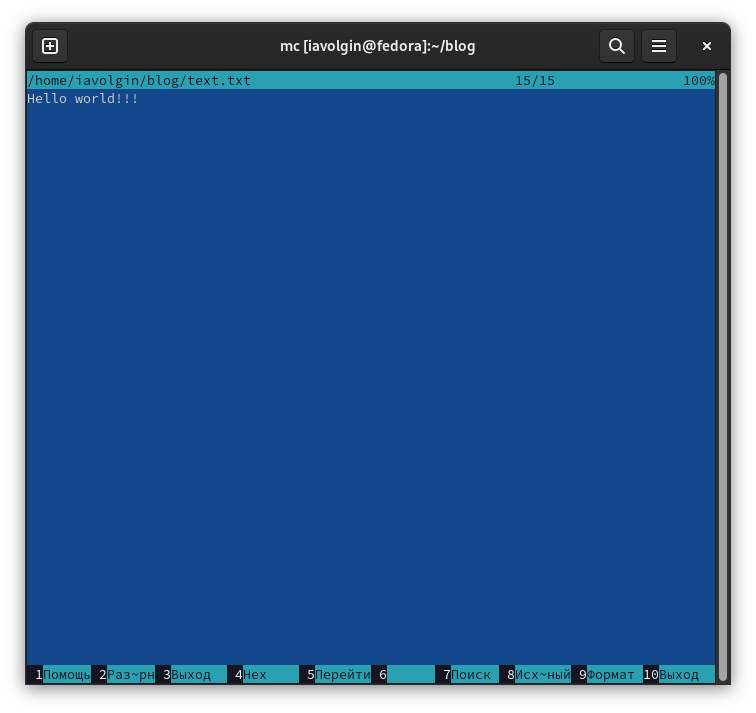 mc [iavolgin@fedora]:~/blog
/home/iavolgin/blog/text.txt 15/15 100%
Hello world!!!
1Помощь 2Раз~рн 3Выход 4Hex 5Перейти 6 7Поиск 8Исх~ный 9Формат 10Выход